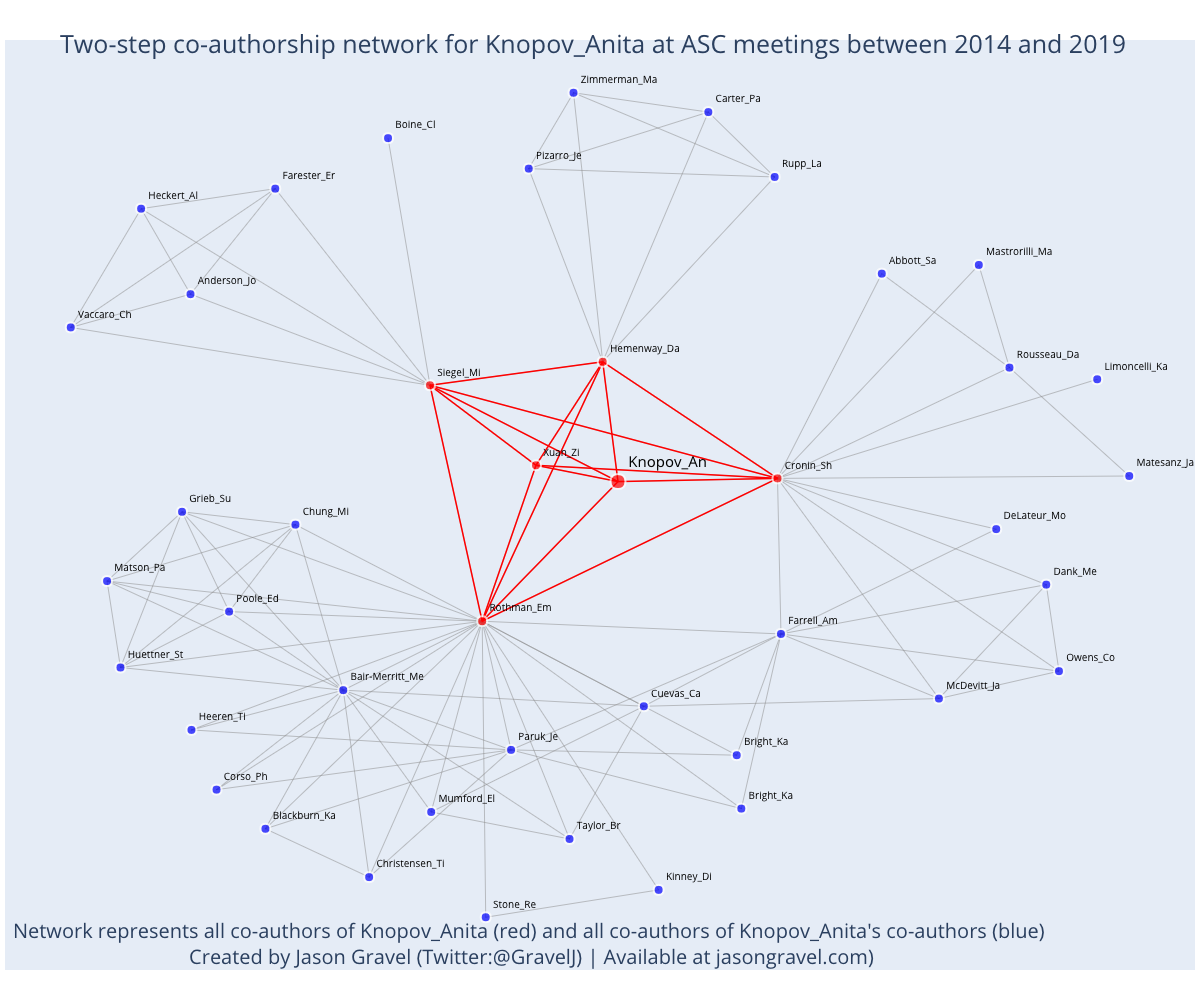 Two-step co-authorship network for Knopov_Anita at ASC meetings between 2014 and 2019
Zimmerman_Ma
Carter_Pa
Boine_Cl
Pizarro_Je
Rupp_La
Farester_Er
Heckert_Al
Abbott_Sa
Mastrorilli_Ma
Anderson_Jo
Vaccaro_Ch
Hemenway_Da
Rousseau_Da
Siegel_Mi
Limoncelli_Ka
Xuan_Zi
Knopov_An
Cronin_Sh
Matesanz_Ja
Grieb_Su
Chung_Mi
DeLateur_Mo
Matson_Pa
Dank_Me
Poole_Ed
Rothman_Em
Farrell_Am
Huettner_St
Owens_Co
Bair-Merritt_Me
McDevitt_Ja
Cuevas_Ca
Heeren_Ti
Paruk_Je
Bright_Ka
Corso_Ph
Bright_Ka
Mumford_El
Blackburn_Ka
Taylor_Br
Christensen_Ti
Kinney_Di
Stone_Re
Network represents all co-authors of Knopov_Anita (red) and all co-authors of Knopov_Anita's co-authors (blue)
Created by Jason Gravel (Twitter:@GravelJ) | Available at jasongravel.com)